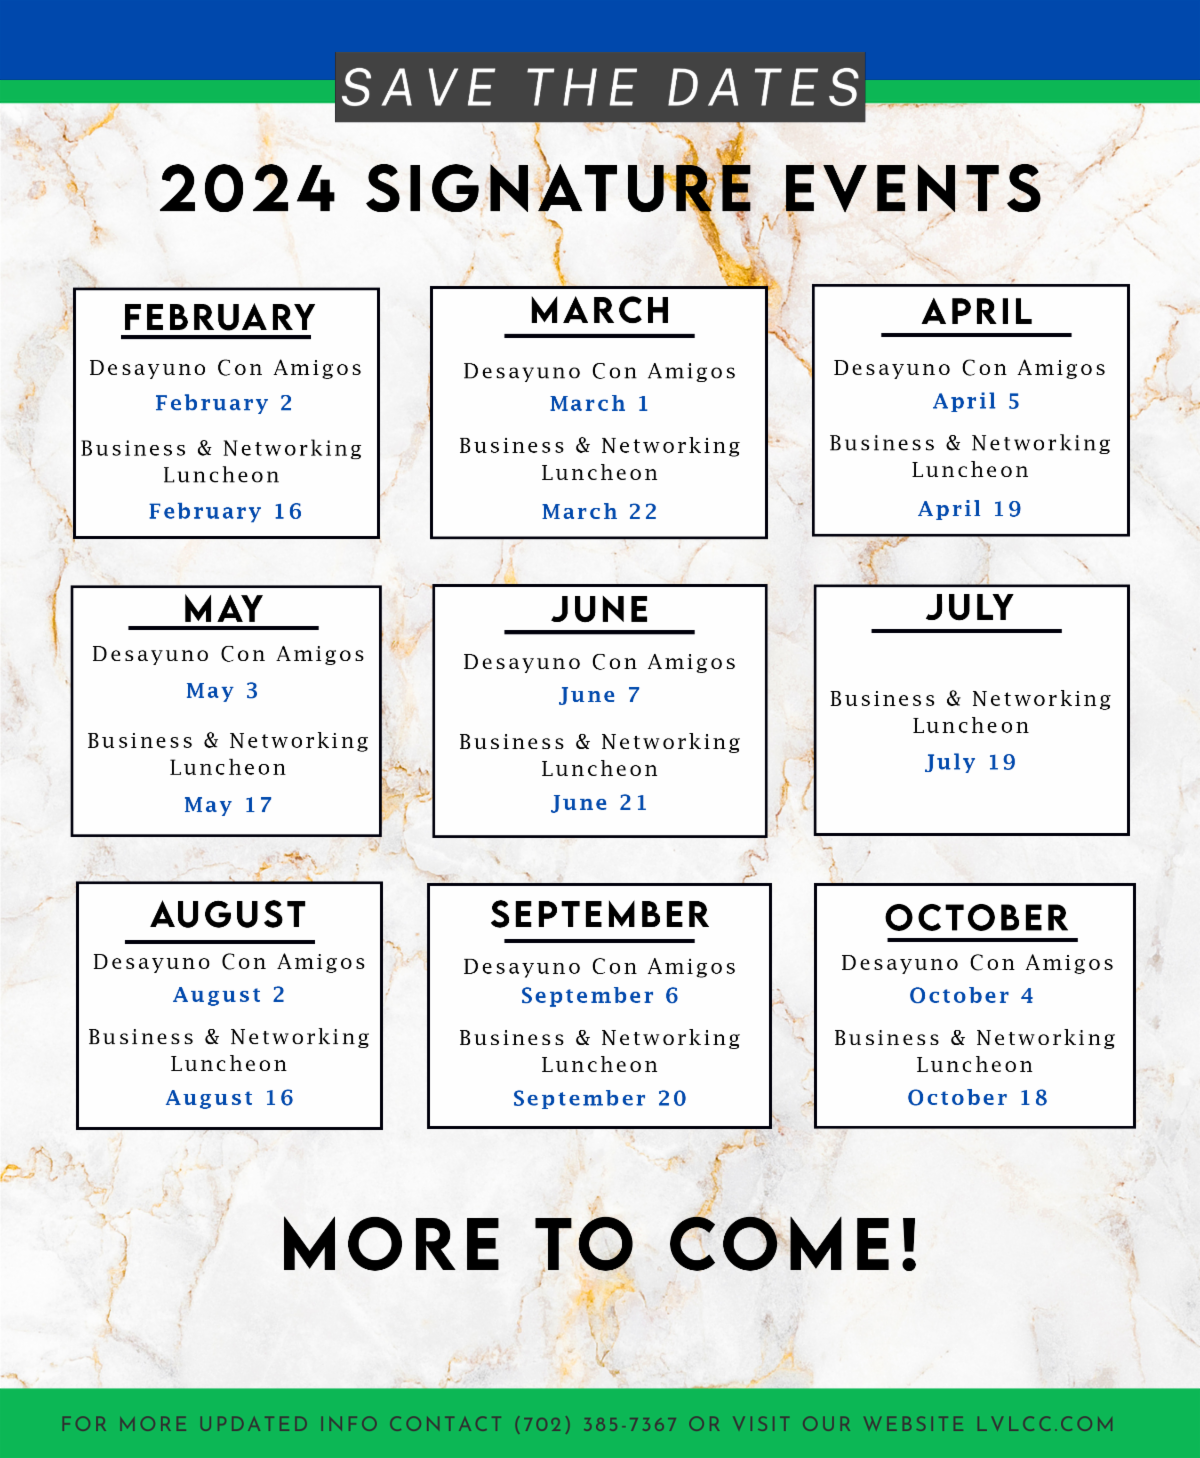 SAVE THE DATES
2024 SIGNATURE EVENTS
FEBRUARY
Desayuno Con Amigos
February 2
Business & Networking
Luncheon
February 16
MARCH
Desayuno Con Amigos
March 1
Business & Networking
Luncheon
March 22
APRIL
Desayuno Con Amigos
April 5
Business & Networking
Luncheon
April 19
MAY
Desayuno Con Amigos
May 3
Business & Networking
Luncheon
May 17
JUNE
Desayuno Con Amigos
June 7
Business & Networking
Luncheon
June 21
JULY
Business & Networking
Luncheon
July 19
AUGUST
Desayuno Con Amigos
August 2
Business & Networking
Luncheon
August 16
SEPTEMBER
Desayuno Con Amigos
September 6
Business & Networking
Luncheon
September 20
OCTOBER
Desayuno Con Amigos
October 4
Business & Networking
Luncheon
October 18
MORE TO COME!
FOR MORE UPDATED INFO CONTACT (702) 385-7367 OR VISIT OUR WEBSITE LVLCC.COM